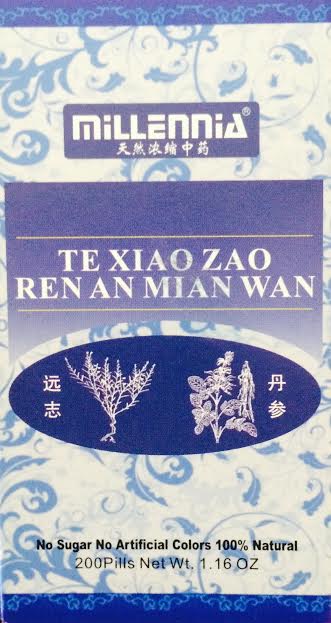 MILLENNIA®
天然浓缩中药
TE XIAO ZAO
REN AN MIAN WAN
远志
丹参
No Sugar No Artificial Colors 100% Natural
200Pills Net Wt. 1.16 OZ